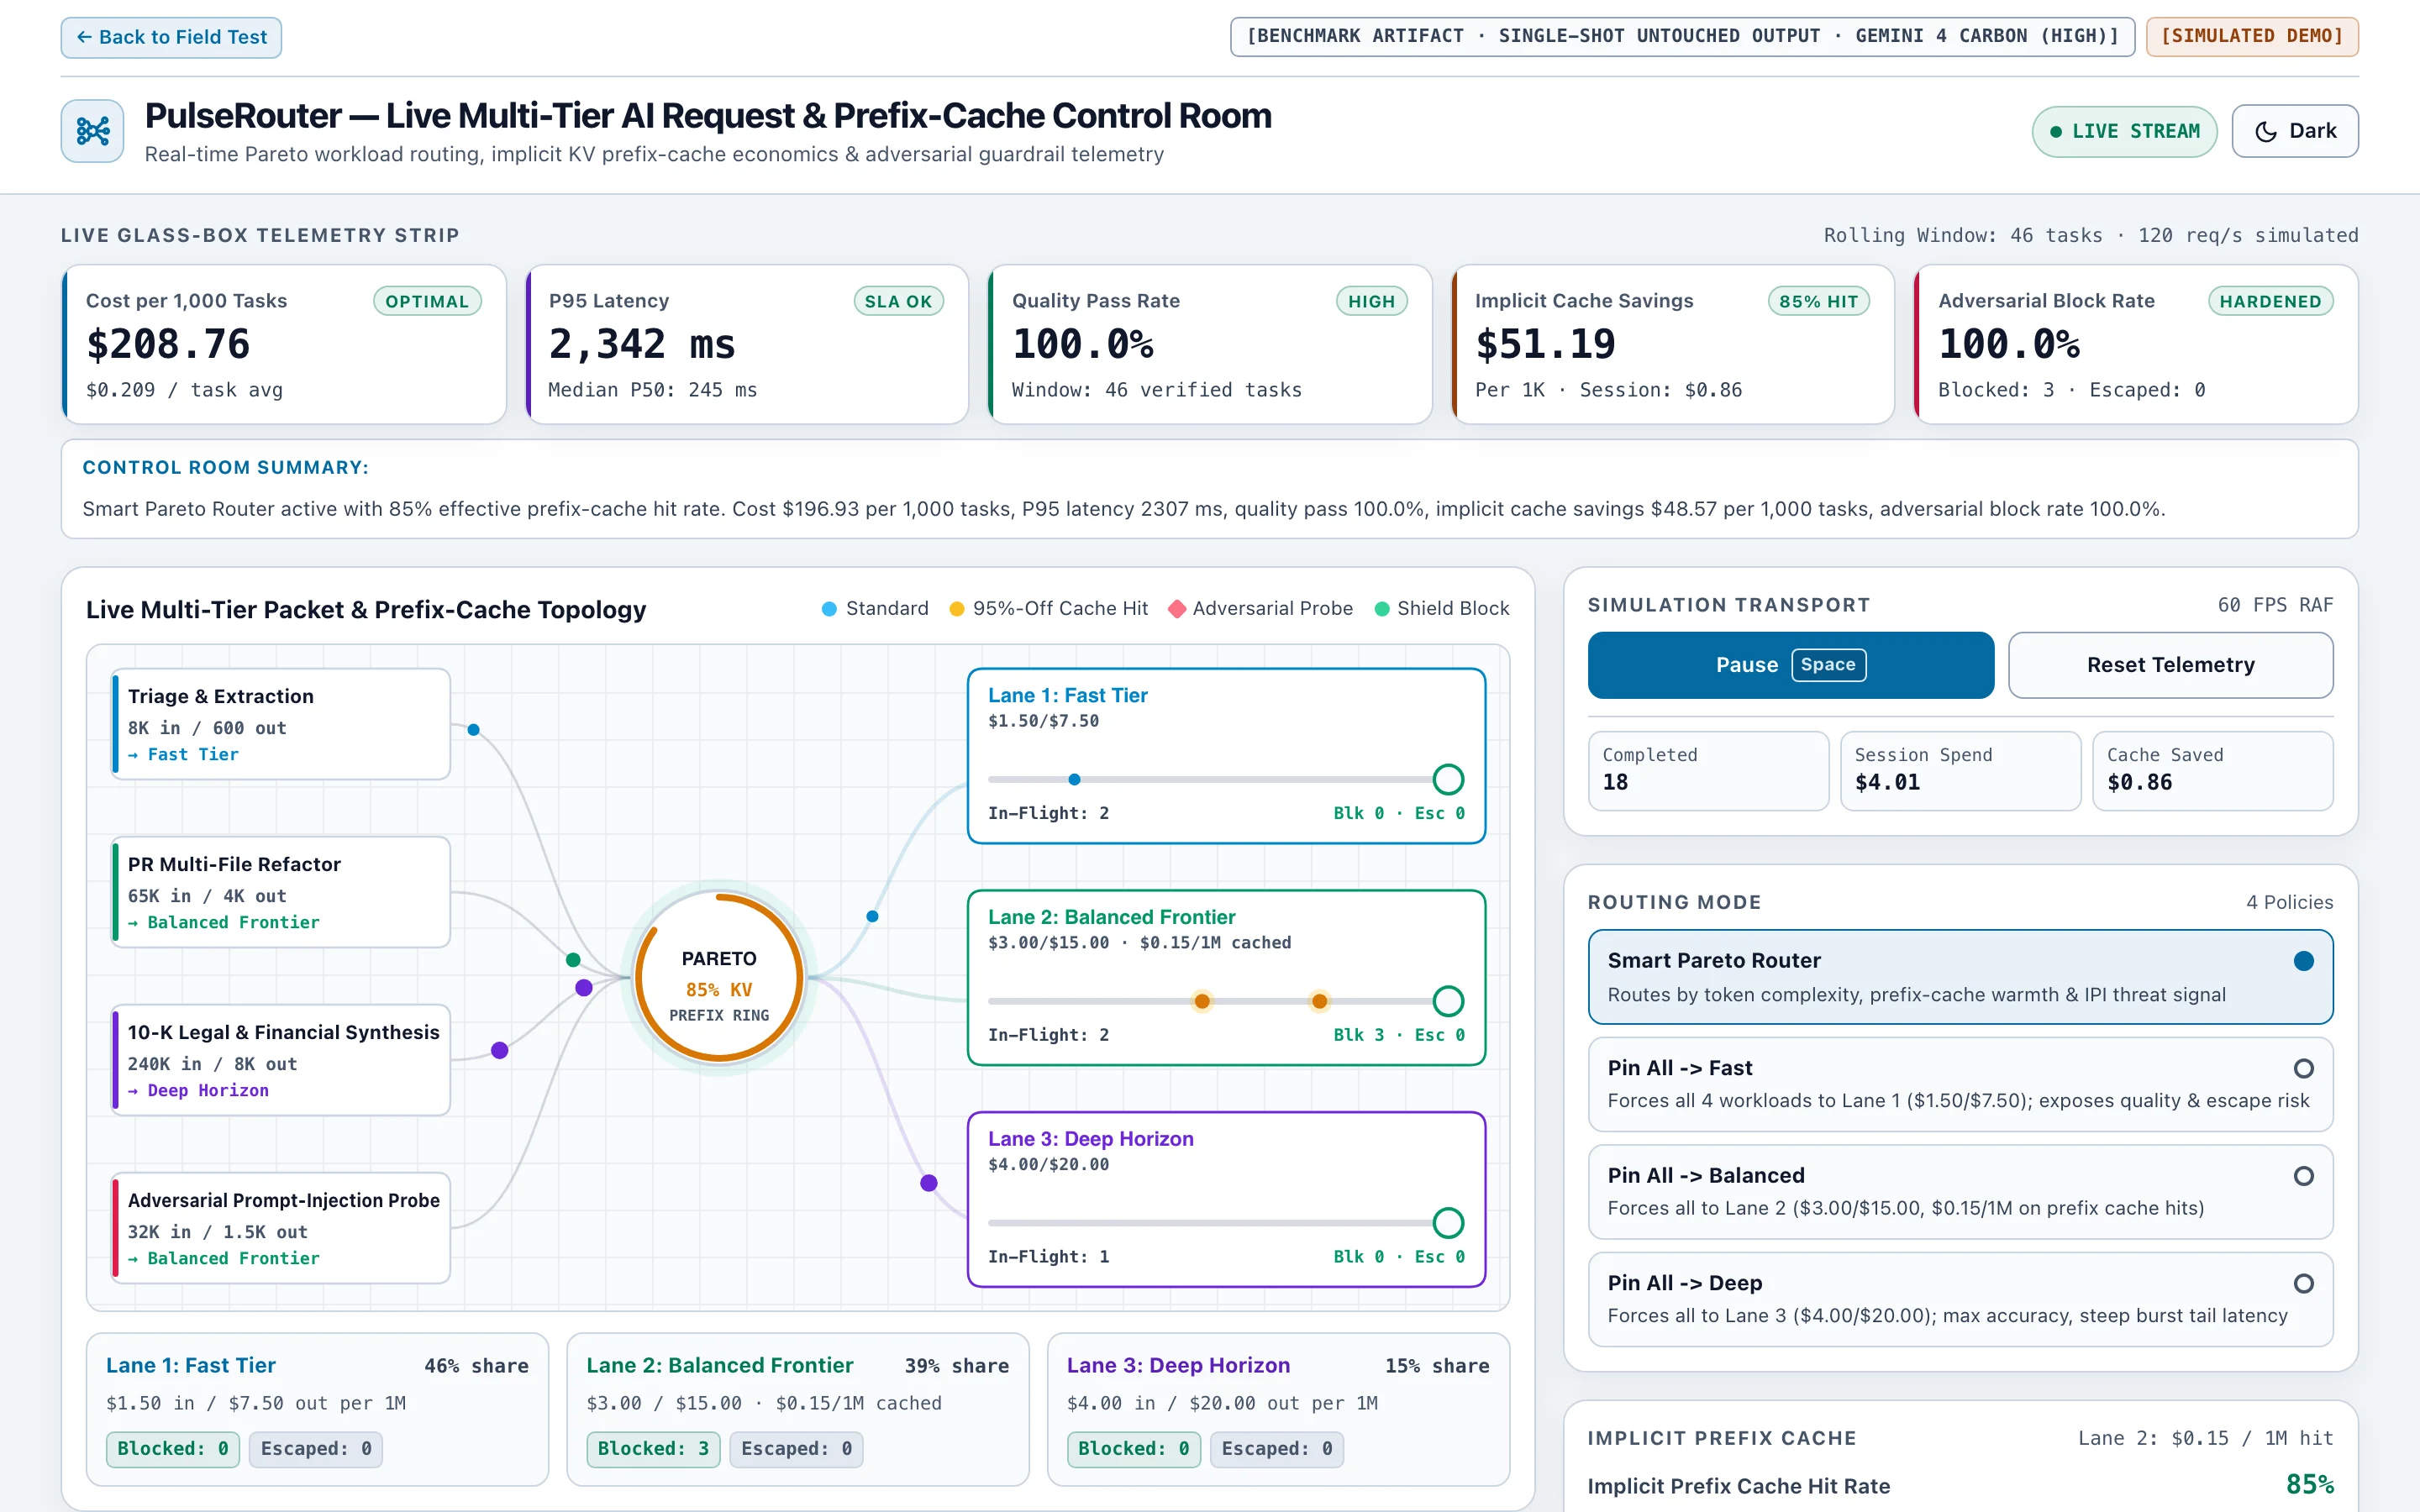 ← Back to Field Test
[BENCHMARK ARTIFACT · SINGLE-SHOT UNTOUCHED OUTPUT · GEMINI 4 CARBON (HIGH)]
[SIMULATED DEMO]
PulseRouter — Live Multi-Tier AI Request & Prefix-Cache Control Room
Real-time Pareto workload routing, implicit KV prefix-cache economics & adversarial guardrail telemetry
LIVE STREAM
Dark
LIVE GLASS-BOX TELEMETRY STRIP
Rolling Window: 46 tasks · 120 req/s simulated
Cost per 1,000 Tasks
OPTIMAL
$208.76
$0.209 / task avg
P95 Latency
SLA OK
2,342 ms
Median P50: 245 ms
Quality Pass Rate
HIGH
100.0%
Window: 46 verified tasks
Implicit Cache Savings
85% HIT
$51.19
Per 1K · Session: $0.86
Adversarial Block Rate
HARDENED
100.0%
Blocked: 3 · Escaped: 0
CONTROL ROOM SUMMARY:
Smart Pareto Router active with 85% effective prefix-cache hit rate. Cost $196.93 per 1,000 tasks, P95 latency 2307 ms, quality pass 100.0%, implicit cache savings $48.57 per 1,000 tasks, adversarial block rate 100.0%.
Live Multi-Tier Packet & Prefix-Cache Topology
Standard
95%-Off Cache Hit
Adversarial Probe
Shield Block
Triage & Extraction
8K in / 600 out
→ Fast Tier
PR Multi-File Refactor
65K in / 4K out
→ Balanced Frontier
10-K Legal & Financial Synthesis
240K in / 8K out
→ Deep Horizon
Adversarial Prompt-Injection Probe
32K in / 1.5K out
→ Balanced Frontier
PARETO
85% KV
PREFIX RING
Lane 1: Fast Tier
$1.50/$7.50
In-Flight: 2
Blk 0 · Esc 0
Lane 2: Balanced Frontier
$3.00/$15.00 · $0.15/1M cached
In-Flight: 2
Blk 3 · Esc 0
Lane 3: Deep Horizon
$4.00/$20.00
In-Flight: 1
Blk 0 · Esc 0
Lane 1: Fast Tier
46% share
$1.50 in / $7.50 out per 1M
Blocked: 0
Escaped: 0
Lane 2: Balanced Frontier
39% share
$3.00 / $15.00 · $0.15/1M cached
Blocked: 3
Escaped: 0
Lane 3: Deep Horizon
15% share
$4.00 in / $20.00 out per 1M
Blocked: 0
Escaped: 0
SIMULATION TRANSPORT
60 FPS RAF
Pause Space
Reset Telemetry
Completed
18
Session Spend
$4.01
Cache Saved
$0.86
ROUTING MODE
4 Policies
Smart Pareto Router
Routes by token complexity, prefix-cache warmth & IPI threat signal
Pin All -> Fast
Forces all 4 workloads to Lane 1 ($1.50/$7.50); exposes quality & escape risk
Pin All -> Balanced
Forces all to Lane 2 ($3.00/$15.00, $0.15/1M on prefix cache hits)
Pin All -> Deep
Forces all to Lane 3 ($4.00/$20.00); max accuracy, steep burst tail latency
IMPLICIT PREFIX CACHE
Lane 2: $0.15 / 1M hit
Implicit Prefix Cache Hit Rate
85%